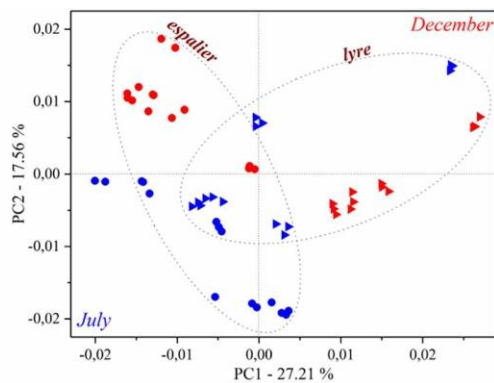 December
espalier
lyre
0,02
0,01
0,00
-0,01
-0,02
PC2 - 17.56 %
July
-0,02
-0,01
0,00
0,01
0,02
PC1 - 27.21 %